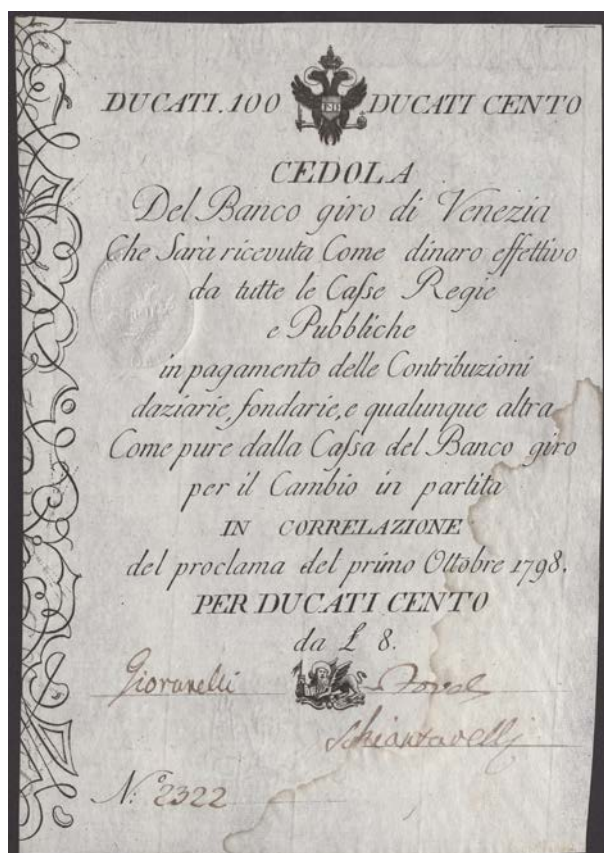 DUCATI.100 DUCATI CENTO
CEDOLA
Del Banco giro di Venezia
Che Sarà ricevuta Come dinaro effettivo
da tutte le Caſse Regie
e Pubbliche
in pagamento delle Contribuzioni
daziarie, fondarie, e qualunque altra
Come pure dalla Caſsa del Banco giro
per il Cambio in partita
IN CORRELAZIONE
del proclama del primo Ottobre 1798.
PER DUCATI CENTO
da £ 8.
Giovanelli
Schiantarelli
N.º 2322